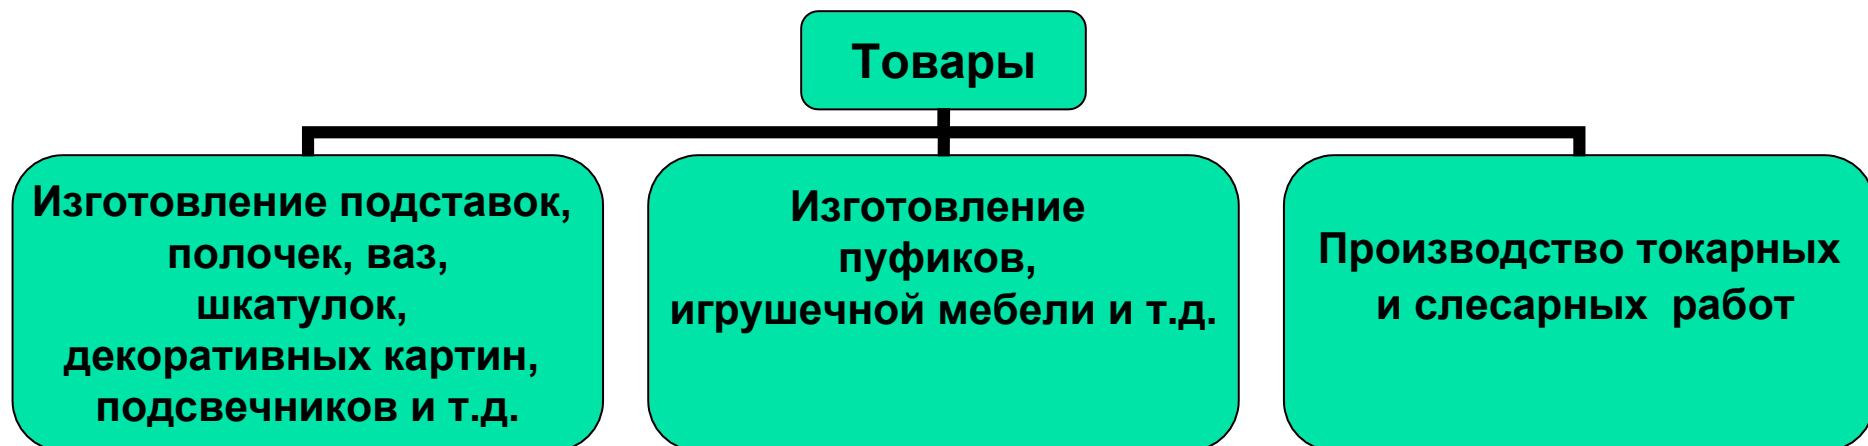 Товары
Изготовление подставок,
полочек, ваз,
шкатулок,
декоративных картин,
подсвечников и т.д.
Изготовление
пуфиков,
игрушечной мебели и т.д.
Производство токарных
и слесарных  работ